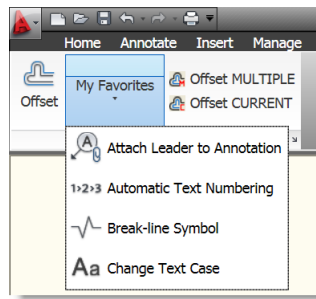 Home Annotate Insert Manage
Offset
My Favorites
Offset MULTIPLE
Offset CURRENT
Attach Leader to Annotation
1>2>3 Automatic Text Numbering
Break-line Symbol
Aa Change Text Case